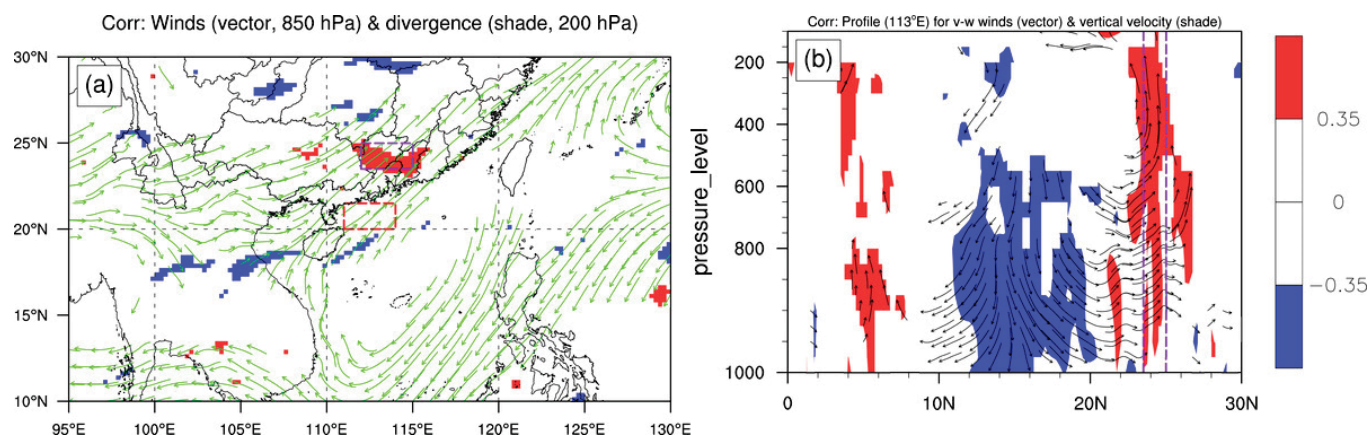 Corr: Winds (vector, 850 hPa) & divergence (shade, 200 hPa)
(a)
30°N
25°N
20°N
15°N
10°N
95°E 100°E 105°E 110°E 115°E 120°E 125°E 130°E
Corr: Profile (113°E) for v-w winds (vector) & vertical velocity (shade)
(b)
pressure_level
200
400
600
800
1000
0 10N 20N 30N
0.35
0
−0.35